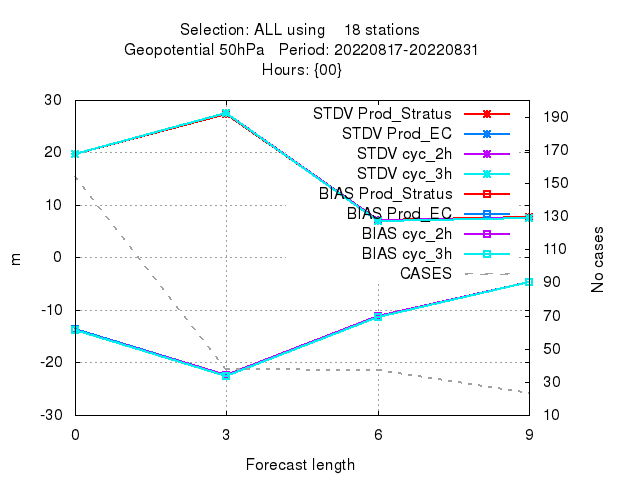 Selection: ALL using 18 stations
Geopotential 50hPa Period: 20220817-20220831
Hours: {00}
30
20
10
0
-10
-20
-30
m
STDV Prod_Stratus
STDV Prod_EC
STDV cyc_2h
STDV cyc_3h
BIAS Prod_Stratus
BIAS Prod_EC
BIAS cyc_2h
BIAS cyc_3h
CASES
190
170
150
130
110
90
70
50
30
10
No cases
0 3 6 9
Forecast length